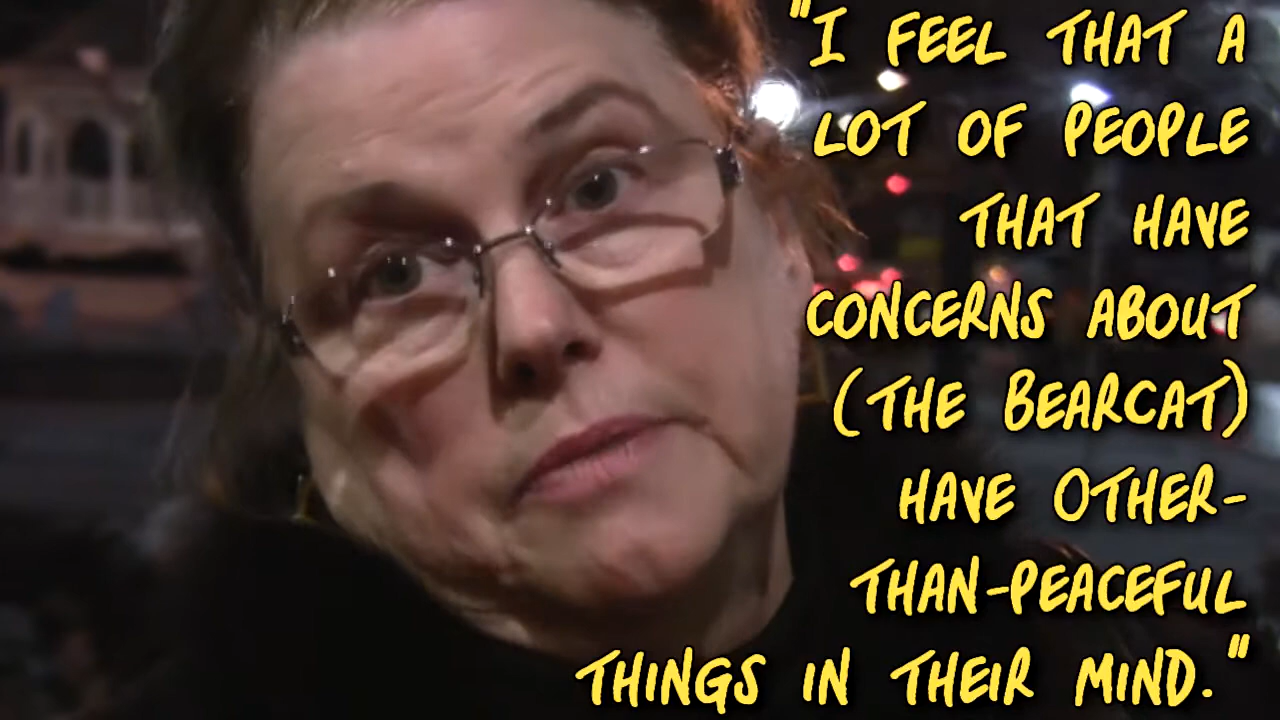 "I FEEL THAT A
LOT OF PEOPLE
THAT HAVE
CONCERNS ABOUT
(THE BEARCAT)
HAVE OTHER-
THAN-PEACEFUL
THINGS IN THEIR MIND."